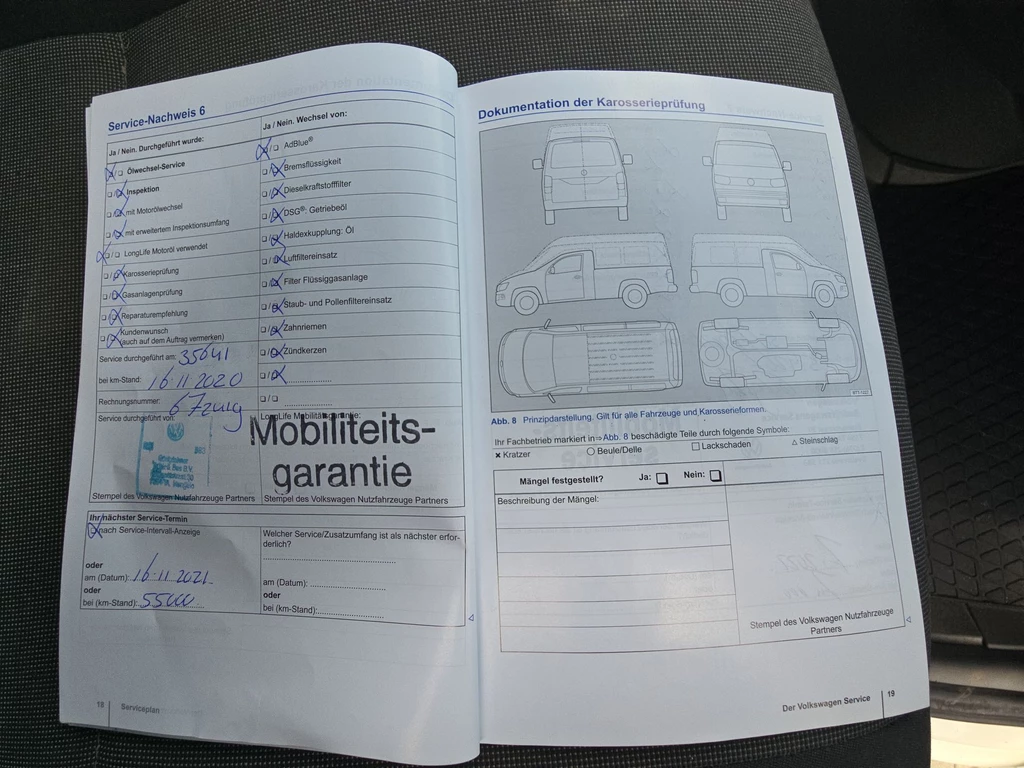 Service-Nachweis 6
Ja / Nein. Durchgeführt wurde:
Ja / Nein. Wechsel von:
Ölwechsel-Service
Inspektion
mit Motorölwechsel
mit erweitertem Inspektionsumfang
LongLife Motoröl verwendet
Karosserieprüfung
Gasanlagenprüfung
Reparaturempfehlung
Kundenwunsch
(auch auf dem Auftrag vermerken)
AdBlue®
Bremsflüssigkeit
Dieselkraftstofffilter
DSG®: Getriebeöl
Haldexkupplung: Öl
Luftfiltereinsatz
Filter Flüssiggasanlage
Staub- und Pollenfiltereinsatz
Zahnriemen
Zündkerzen
Service durchgeführt am: 35641
bei km-Stand: 16 11 2020
Rechnungsnummer:
Service durchgeführt von:
LongLife Mobilitätsgarantie:
Mobiliteits-
garantie
Stempel des Volkswagen Nutzfahrzeuge Partners
Stempel des Volkswagen Nutzfahrzeuge Partners
Ihr nächster Service-Termin
nach Service-Intervall-Anzeige
oder
am (Datum): 16-11-2021
oder
bei (km-Stand):
Welcher Service/Zusatzumfang ist als nächster erfor-
derlich?
am (Datum):
oder
bei (km-Stand):
18
Serviceplan
Dokumentation der Karosserieprüfung
Abb. 8 Prinzipdarstellung. Gilt für alle Fahrzeuge und Karosserieformen.
Ihr Fachbetrieb markiert in ⇒ Abb. 8 beschädigte Teile durch folgende Symbole:
× Kratzer ○ Beule/Delle □ Lackschaden △ Steinschlag
Mängel festgestellt? Ja: Nein:
Beschreibung der Mängel:
Stempel des Volkswagen Nutzfahrzeuge
Partners
Der Volkswagen Service
19